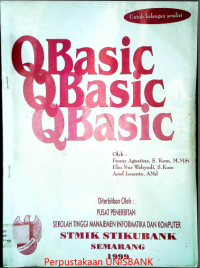 Untuk kalangan sendiri
QBasic
QBasic
QBasic
Oleh :
Fenny Agustina, S. Kom, M.MSi
Eko Nur Wahyudi, S.Kom
Arief Jananto, AMd
Diterbitkan Oleh :
PUSAT PENERBITAN
SEKOLAH TINGGI MANAJEMEN INFORMATIKA DAN KOMPUTER
STMIK STIKUBANK
SEMARANG
1999
Perpustakaan UNISBANK